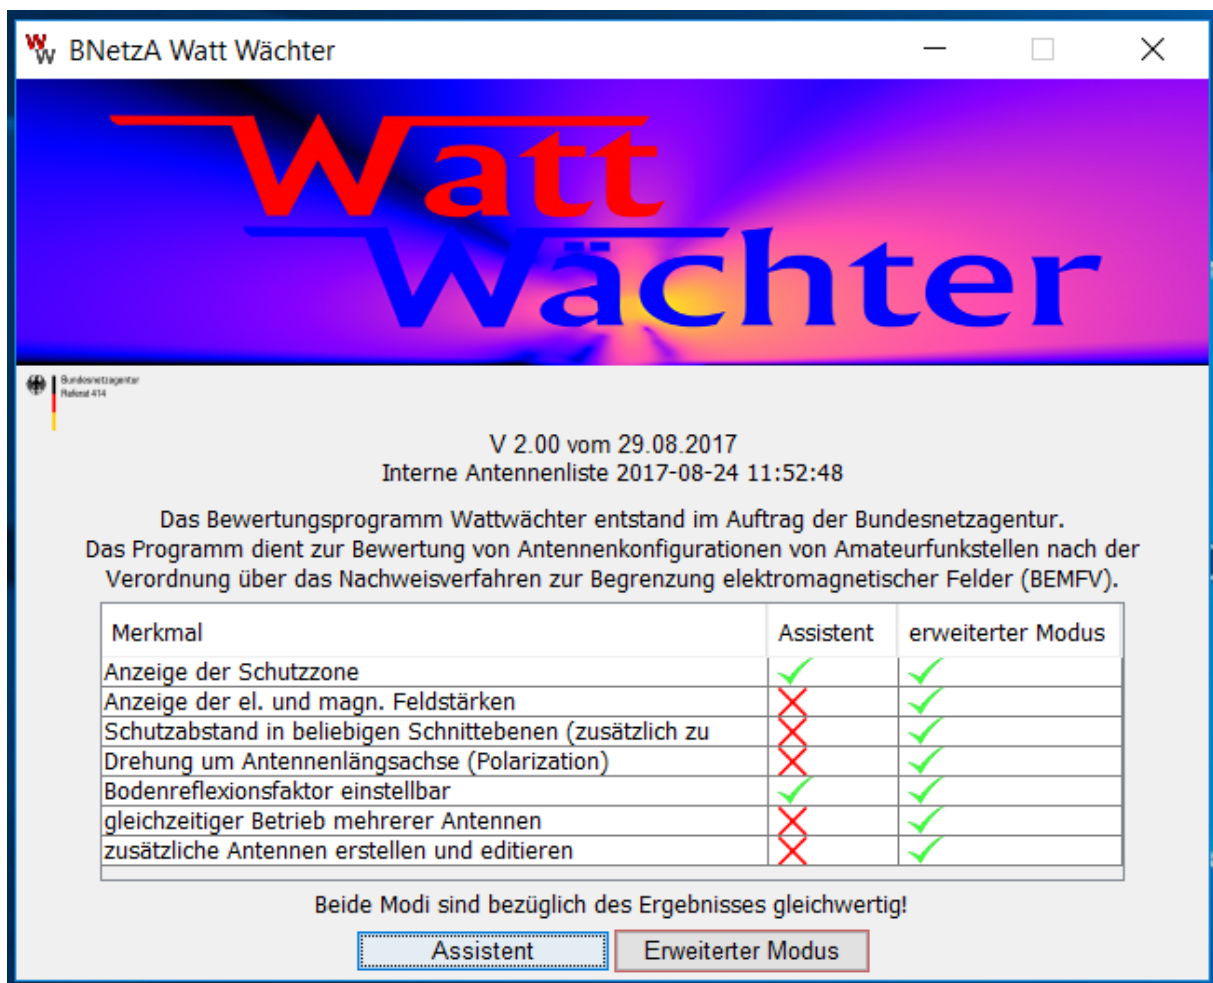 BNetzA Watt Wächter
Watt
Wächter
Bundesnetzagentur
Referat 414
V 2.00 vom 29.08.2017
Interne Antennenliste 2017-08-24 11:52:48
Das Bewertungsprogramm Wattwächter entstand im Auftrag der Bundesnetzagentur.
Das Programm dient zur Bewertung von Antennenkonfigurationen von Amateurfunkstellen nach der
Verordnung über das Nachweisverfahren zur Begrenzung elektromagnetischer Felder (BEMFV).
Merkmal Assistent erweiterter Modus
Anzeige der Schutzzone
Anzeige der el. und magn. Feldstärken
Schutzabstand in beliebigen Schnittebenen (zusätzlich zu
Drehung um Antennenlängsachse (Polarization)
Bodenreflexionsfaktor einstellbar
gleichzeitiger Betrieb mehrerer Antennen
zusätzliche Antennen erstellen und editieren
Beide Modi sind bezüglich des Ergebnisses gleichwertig!
Assistent Erweiterter Modus